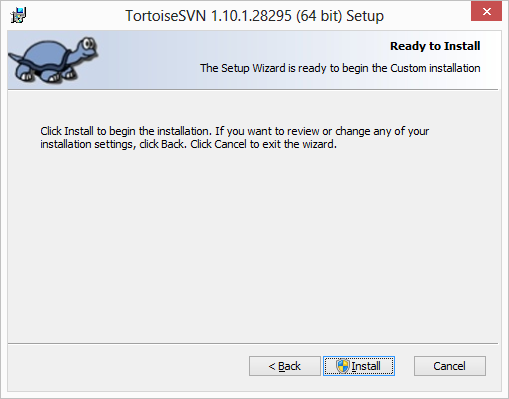 TortoiseSVN 1.10.1.28295 (64 bit) Setup
Ready to Install
The Setup Wizard is ready to begin the Custom installation
Click Install to begin the installation. If you want to review or change any of your
installation settings, click Back. Click Cancel to exit the wizard.
< Back Install Cancel